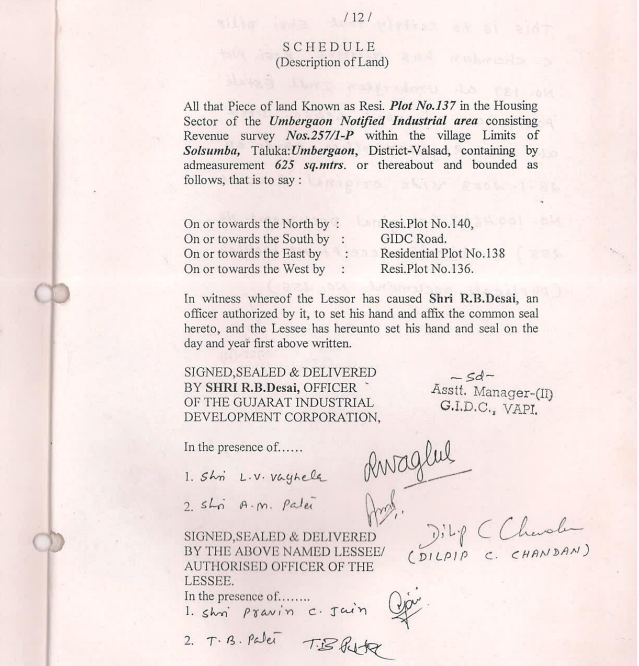 / 12 /
SCHEDULE
(Description of Land)
All that Piece of land Known as Resi. Plot No.137 in the Housing
Sector of the Umbergaon Notified Industrial area consisting
Revenue survey Nos.257/1-P within the village Limits of
Solsumba, Taluka:Umbergaon, District-Valsad, containing by
admeasurement 625 sq.mtrs. or thereabout and bounded as
follows, that is to say :
On or towards the North by : Resi.Plot No.140,
On or towards the South by : GIDC Road.
On or towards the East by : Residential Plot No.138
On or towards the West by : Resi.Plot No.136.
In witness whereof the Lessor has caused Shri R.B.Desai, an
officer authorized by it, to set his hand and affix the common seal
hereto, and the Lessee has hereunto set his hand and seal on the
day and year first above written.
SIGNED,SEALED & DELIVERED
BY SHRI R.B.Desai, OFFICER
OF THE GUJARAT INDUSTRIAL
DEVELOPMENT CORPORATION,
-Sd-
Asstt. Manager-(II)
G.I.D.C., VAPI.
In the presence of......
1. Shri L.V. Vaghela
2. Shri A.M. Patel
SIGNED,SEALED & DELIVERED
BY THE ABOVE NAMED LESSEE/
AUTHORISED OFFICER OF THE
LESSEE.
Dilip C Chandan
(DILPIP C. CHANDAN)
In the presence of........
1. Shri Pravin C. Jain
2. T.B. Patel